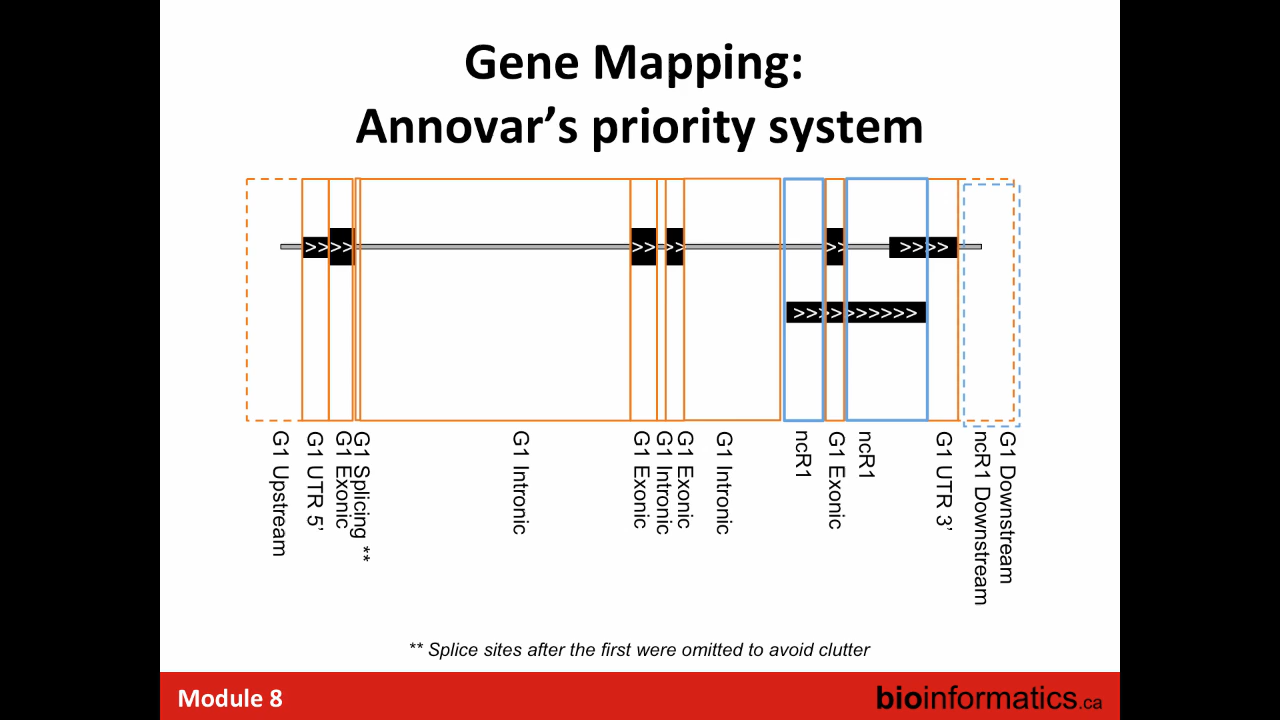 Gene Mapping:
Annovar’s priority system
>> >> >> >> >> >> >>
>>>>>>>>>>
G1 Upstream
G1 UTR 5’
G1 Exonic
G1 Splicing **
G1 Intronic
G1 Exonic
G1 Intronic
G1 Exonic
G1 Intronic
ncR1
G1 Exonic
ncR1
G1 UTR 3’
ncR1 Downstream
G1 Downstream
** Splice sites after the first were omitted to avoid clutter
Module 8
bioinformatics.ca